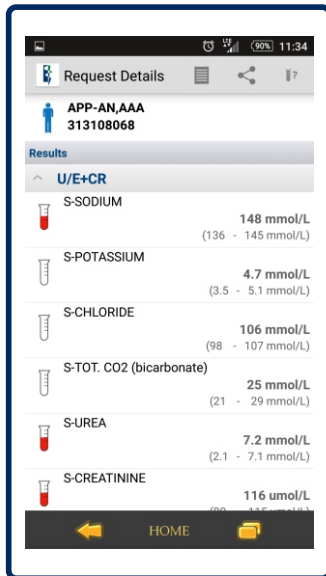 90% 11:34
Request Details
APP-AN,AAA
313108068
Results
U/E+CR
S-SODIUM
148 mmol/L
(136 - 145 mmol/L)
S-POTASSIUM
4.7 mmol/L
(3.5 - 5.1 mmol/L)
S-CHLORIDE
106 mmol/L
(98 - 107 mmol/L)
S-TOT. CO2 (bicarbonate)
25 mmol/L
(21 - 29 mmol/L)
S-UREA
7.2 mmol/L
(2.1 - 7.1 mmol/L)
S-CREATININE
116 umol/L
HOME